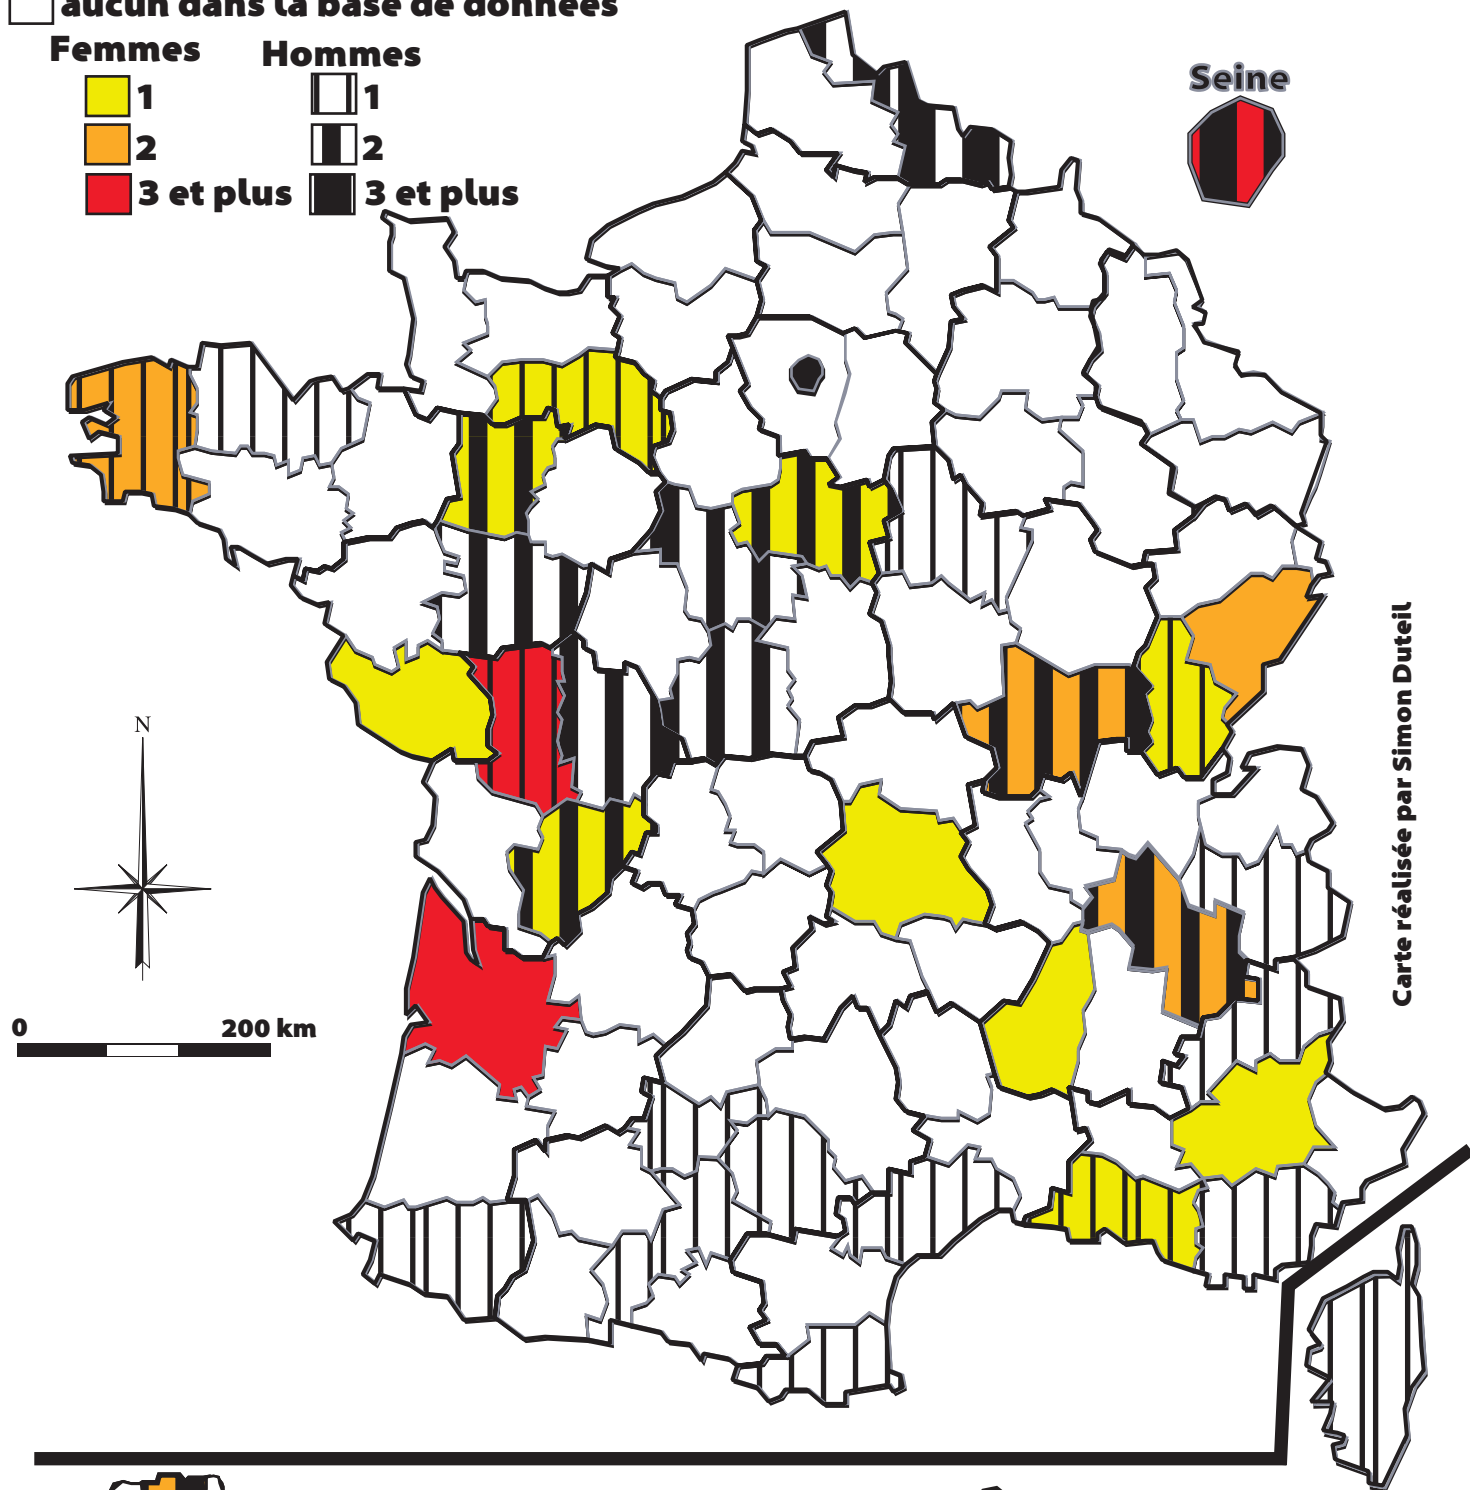 aucun dans la base de données
Femmes Hommes
1 1
2 2
3 et plus 3 et plus
Seine
N
0 200 km
Carte réalisée par Simon Duteil